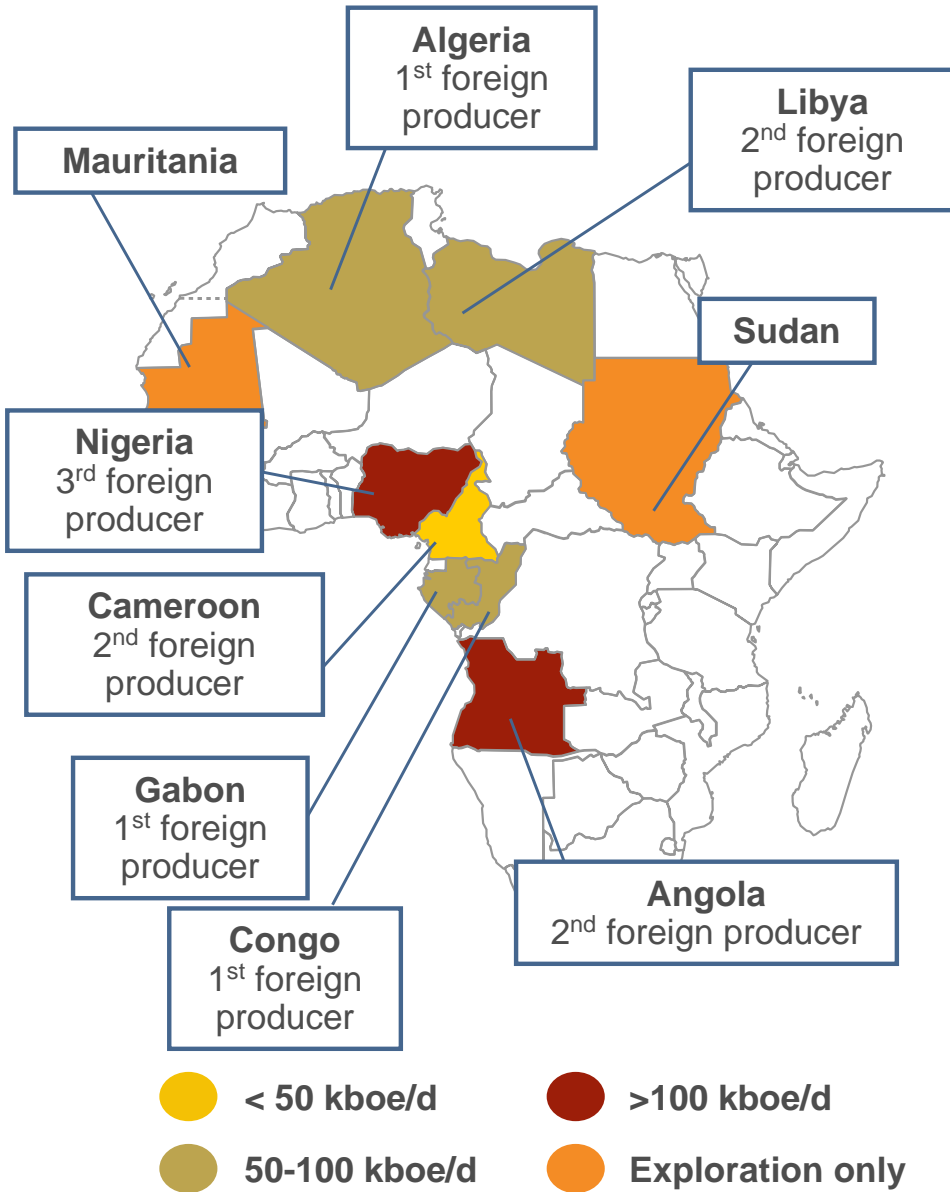 Algeria
1st foreign
producer
Libya
2nd foreign
producer
Mauritania
Sudan
Nigeria
3rd foreign
producer
Cameroon
2nd foreign
producer
Gabon
1st foreign
producer
Angola
2nd foreign producer
Congo
1st foreign
producer
< 50 kboe/d
>100 kboe/d
50-100 kboe/d
Exploration only